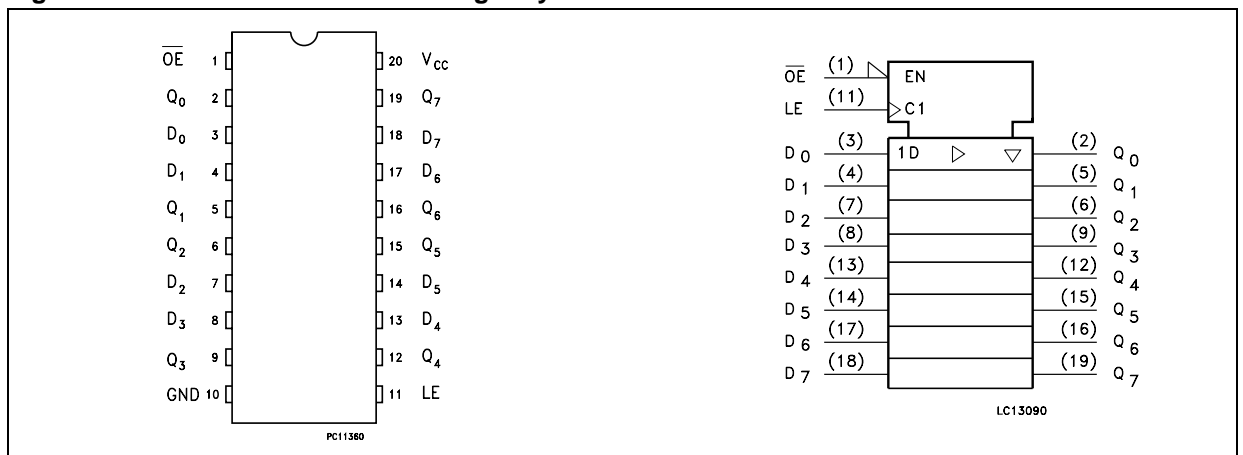 OE 1 20 VCC
Q0 2 19 Q7
D0 3 18 D7
D1 4 17 D6
Q1 5 16 Q6
Q2 6 15 Q5
D2 7 14 D5
D3 8 13 D4
Q3 9 12 Q4
GND 10 11 LE
PC11360
OE (1) EN
LE (11) C1
D0 (3) 1D (2) Q0
D1 (4) (5) Q1
D2 (7) (6) Q2
D3 (8) (9) Q3
D4 (13) (12) Q4
D5 (14) (15) Q5
D6 (17) (16) Q6
D7 (18) (19) Q7
LC13090